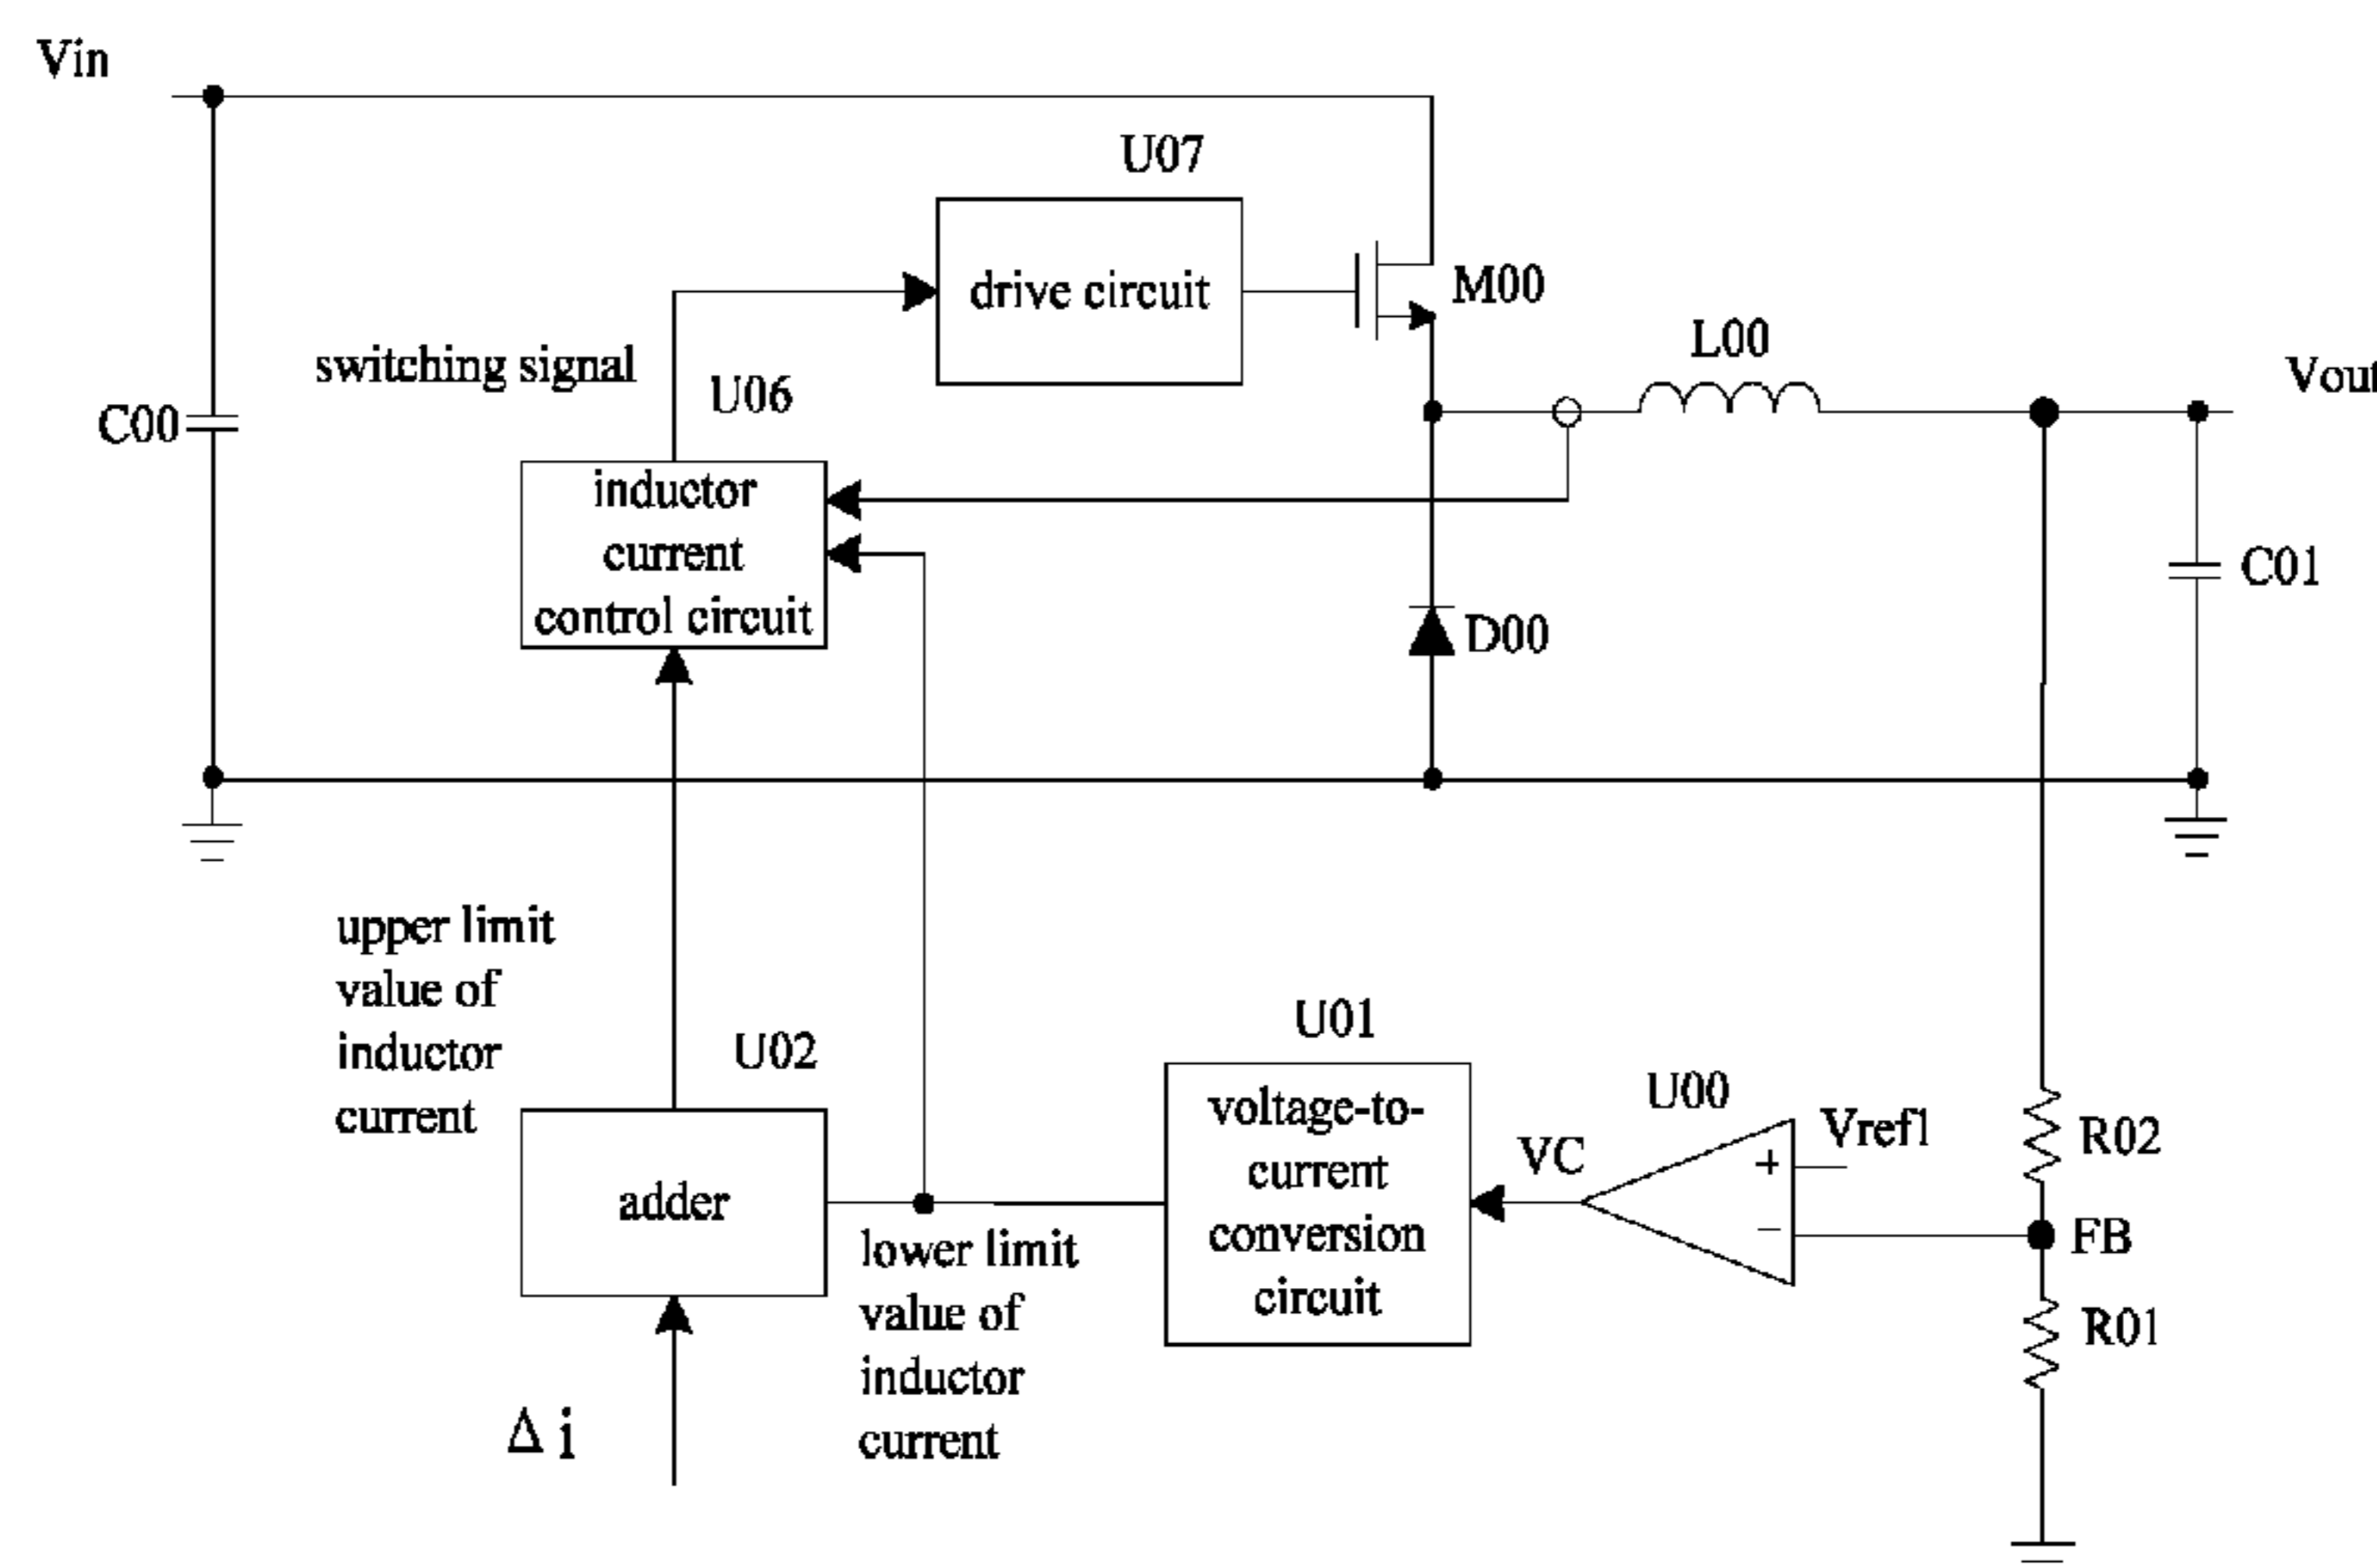 Vin
U07
drive circuit
M00
L00
Vout
switching signal
U06
C00
inductor
current
control circuit
C01
D00
upper limit
value of
inductor
current
U02
U01
U00
Vref1
voltage-to-
current
conversion
circuit
VC
+
−
R02
adder
FB
lower limit
value of
inductor
current
R01
Δ i